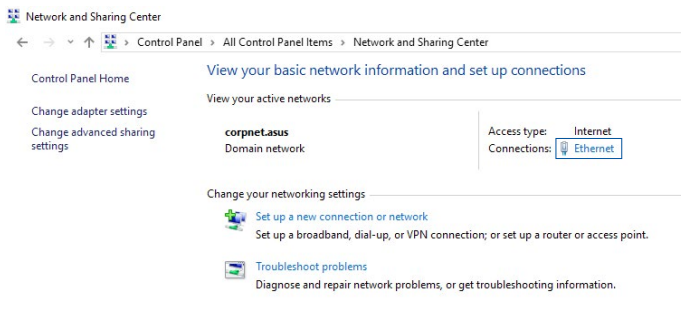 Network and Sharing Center
Control Panel > All Control Panel Items > Network and Sharing Center
Control Panel Home
Change adapter settings
Change advanced sharing
settings
View your basic network information and set up connections
View your active networks
corpnet.asus
Domain network
Access type: Internet
Connections: Ethernet
Change your networking settings
Set up a new connection or network
Set up a broadband, dial-up, or VPN connection; or set up a router or access point.
Troubleshoot problems
Diagnose and repair network problems, or get troubleshooting information.